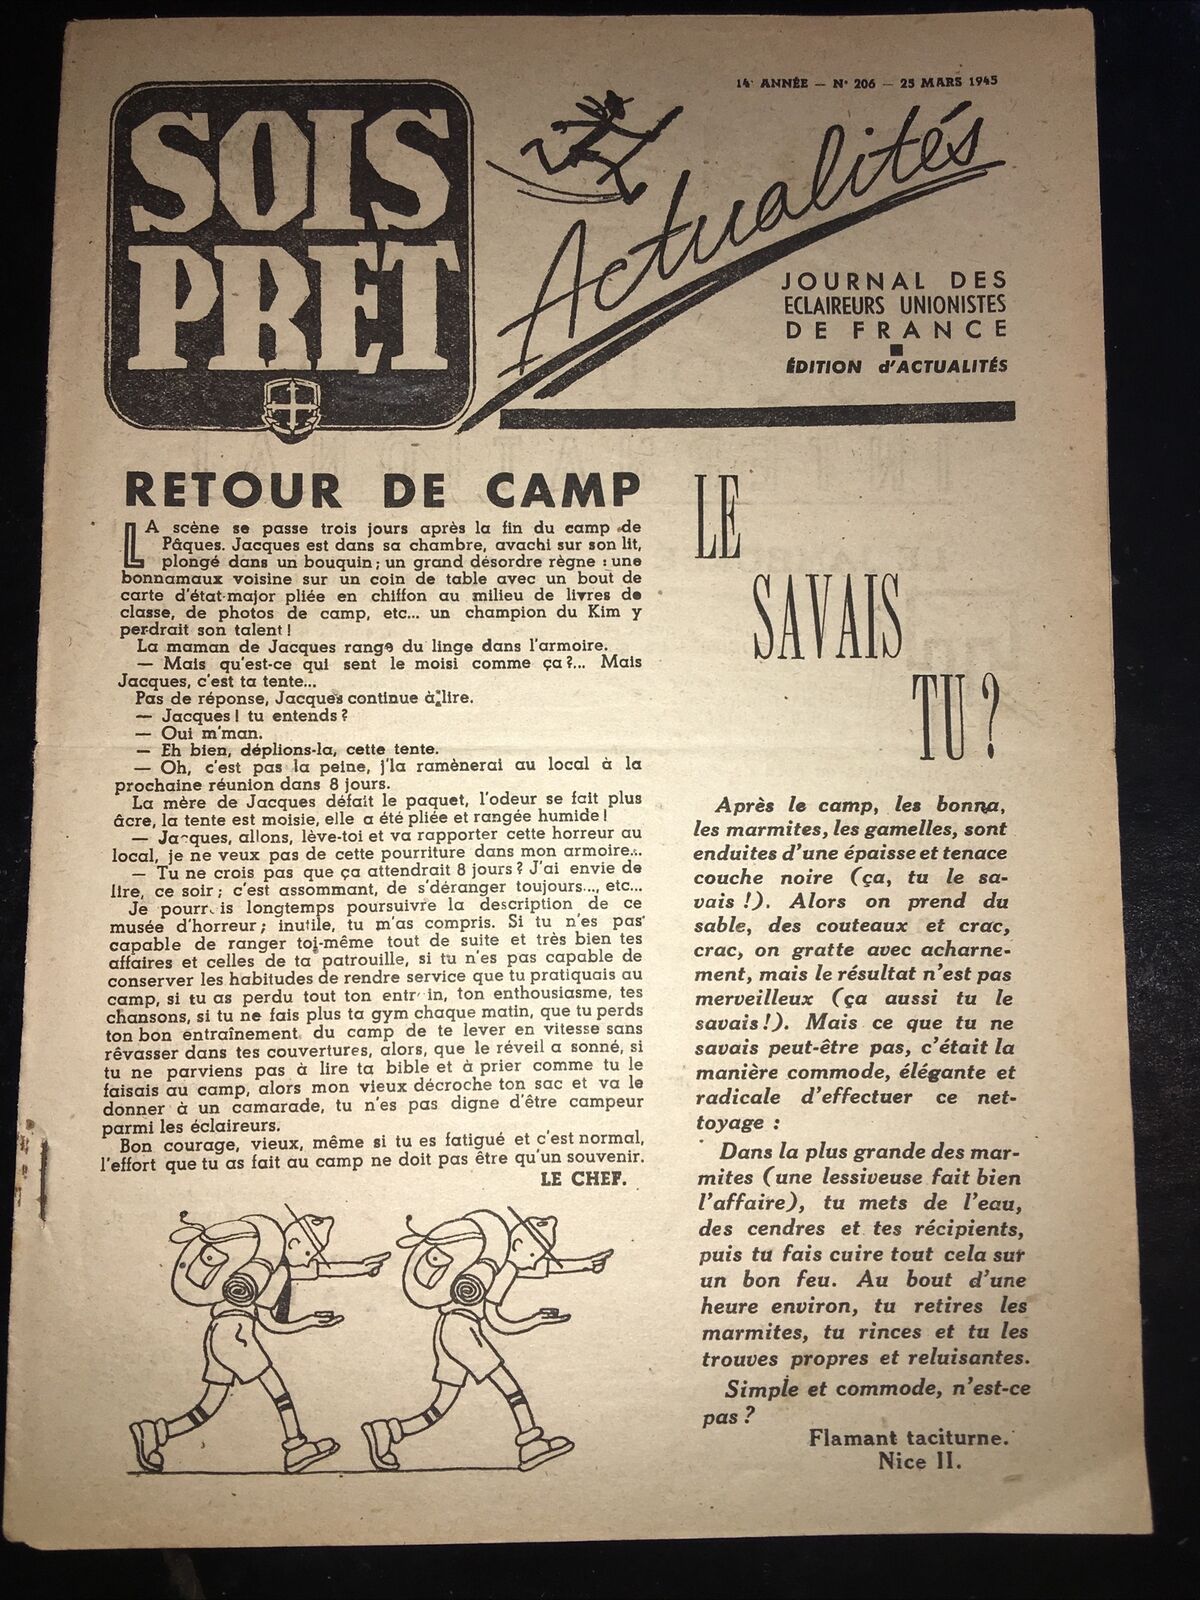 14e ANNÉE — N° 206 — 25 MARS 1945
SOIS
PRET
Actualités
JOURNAL DES
ECLAIREURS UNIONISTES
DE FRANCE
ÉDITION d'ACTUALITÉS
RETOUR DE CAMP
LA scène se passe trois jours après la fin du camp de
Pâques. Jacques est dans sa chambre, avachi sur son lit,
plongé dans un bouquin; un grand désordre règne : une
bonnamaux voisine sur un coin de table avec un bout de
carte d'état-major pliée en chiffon au milieu de livres de
classe, de photos de camp, etc... un champion du Kim y
perdrait son talent!
La maman de Jacques range du linge dans l'armoire.
— Mais qu'est-ce qui sent le moisi comme ça?... Mais
Jacques, c'est ta tente...
Pas de réponse, Jacques continue à lire.
— Jacques! tu entends?
— Oui m'man.
— Eh bien, déplions-la, cette tente.
— Oh, c'est pas la peine, j'la ramènerai au local à la
prochaine réunion dans 8 jours.
La mère de Jacques défait le paquet, l'odeur se fait plus
âcre, la tente est moisie, elle a été pliée et rangée humide!
— Jacques, allons, lève-toi et va rapporter cette horreur au
local, je ne veux pas de cette pourriture dans mon armoire...
— Tu ne crois pas que ça attendrait 8 jours? J'ai envie de
lire, ce soir; c'est assommant, de s'déranger toujours..., etc...
Je pourrais longtemps poursuivre la description de ce
musée d'horreur; inutile, tu m'as compris. Si tu n'es pas
capable de ranger toi-même tout de suite et très bien tes
affaires et celles de ta patrouille, si tu n'es pas capable de
conserver les habitudes de rendre service que tu pratiquais au
camp, si tu as perdu tout ton entrain, ton enthousiasme, tes
chansons, si tu ne fais plus ta gym chaque matin, que tu perds
ton bon entraînement du camp de te lever en vitesse sans
rêvasser dans tes couvertures, alors, que le réveil a sonné, si
tu ne parviens pas à lire ta bible et à prier comme tu le
faisais au camp, alors mon vieux décroche ton sac et va le
donner à un camarade, tu n'es pas digne d'être campeur
parmi les éclaireurs.
Bon courage, vieux, même si tu es fatigué et c'est normal,
l'effort que tu as fait au camp ne doit pas être qu'un souvenir.
LE CHEF.
LE
SAVAIS
TU?
Après le camp, les bonna,
les marmites, les gamelles, sont
enduites d'une épaisse et tenace
couche noire (ça, tu le sa-
vais!). Alors on prend du
sable, des couteaux et crac,
crac, on gratte avec acharne-
ment, mais le résultat n'est pas
merveilleux (ça aussi tu le
savais!). Mais ce que tu ne
savais peut-être pas, c'était la
manière commode, élégante et
radicale d'effectuer ce net-
toyage :
Dans la plus grande des mar-
mites (une lessiveuse fait bien
l'affaire), tu mets de l'eau,
des cendres et tes récipients,
puis tu fais cuire tout cela sur
un bon feu. Au bout d'une
heure environ, tu retires les
marmites, tu rinces et tu les
trouves propres et reluisantes.
Simple et commode, n'est-ce
pas?
Flamant taciturne.
Nice II.